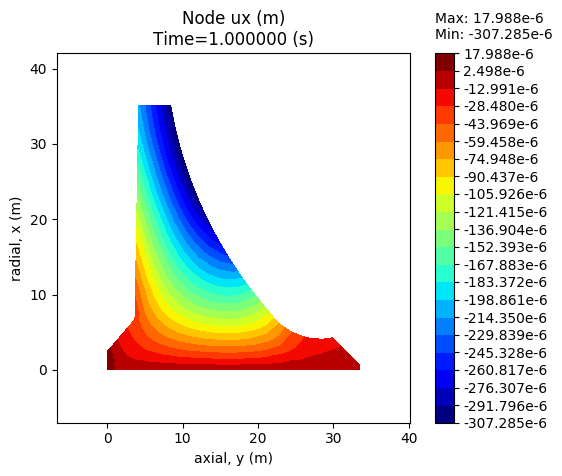 Node ux (m)
Time=1.000000 (s)
Max: 17.988e-6
Min: -307.285e-6
40
30
20
10
0
radial, x (m)
0
10
20
30
40
axial, y (m)
17.988e-6
2.498e-6
-12.991e-6
-28.480e-6
-43.969e-6
-59.458e-6
-74.948e-6
-90.437e-6
-105.926e-6
-121.415e-6
-136.904e-6
-152.393e-6
-167.883e-6
-183.372e-6
-198.861e-6
-214.350e-6
-229.839e-6
-245.328e-6
-260.817e-6
-276.307e-6
-291.796e-6
-307.285e-6